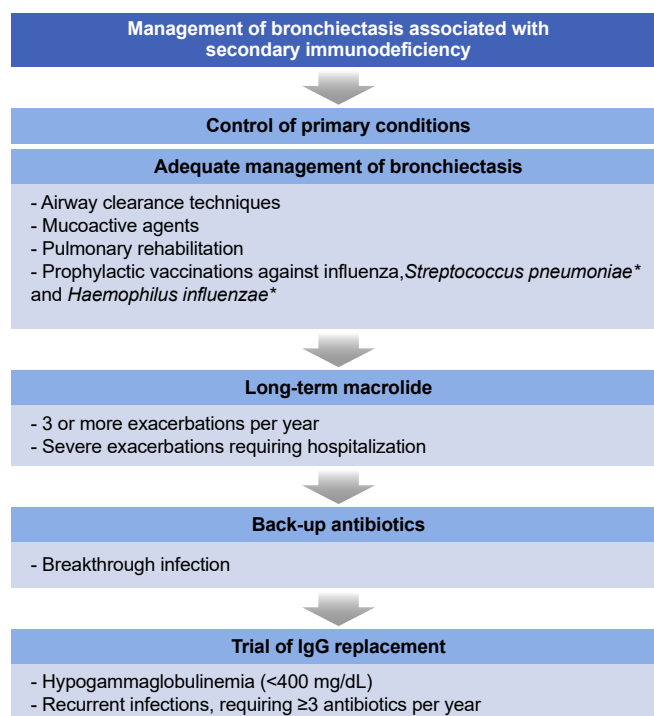 Management of bronchiectasis associated with
secondary immunodeficiency
Control of primary conditions
Adequate management of bronchiectasis
- Airway clearance techniques
- Mucoactive agents
- Pulmonary rehabilitation
- Prophylactic vaccinations against influenza,Streptococcus pneumoniae*
and Haemophilus influenzae*
Long-term macrolide
- 3 or more exacerbations per year
- Severe exacerbations requiring hospitalization
Back-up antibiotics
- Breakthrough infection
Trial of IgG replacement
- Hypogammaglobulinemia (<400 mg/dL)
- Recurrent infections, requiring ≥3 antibiotics per year